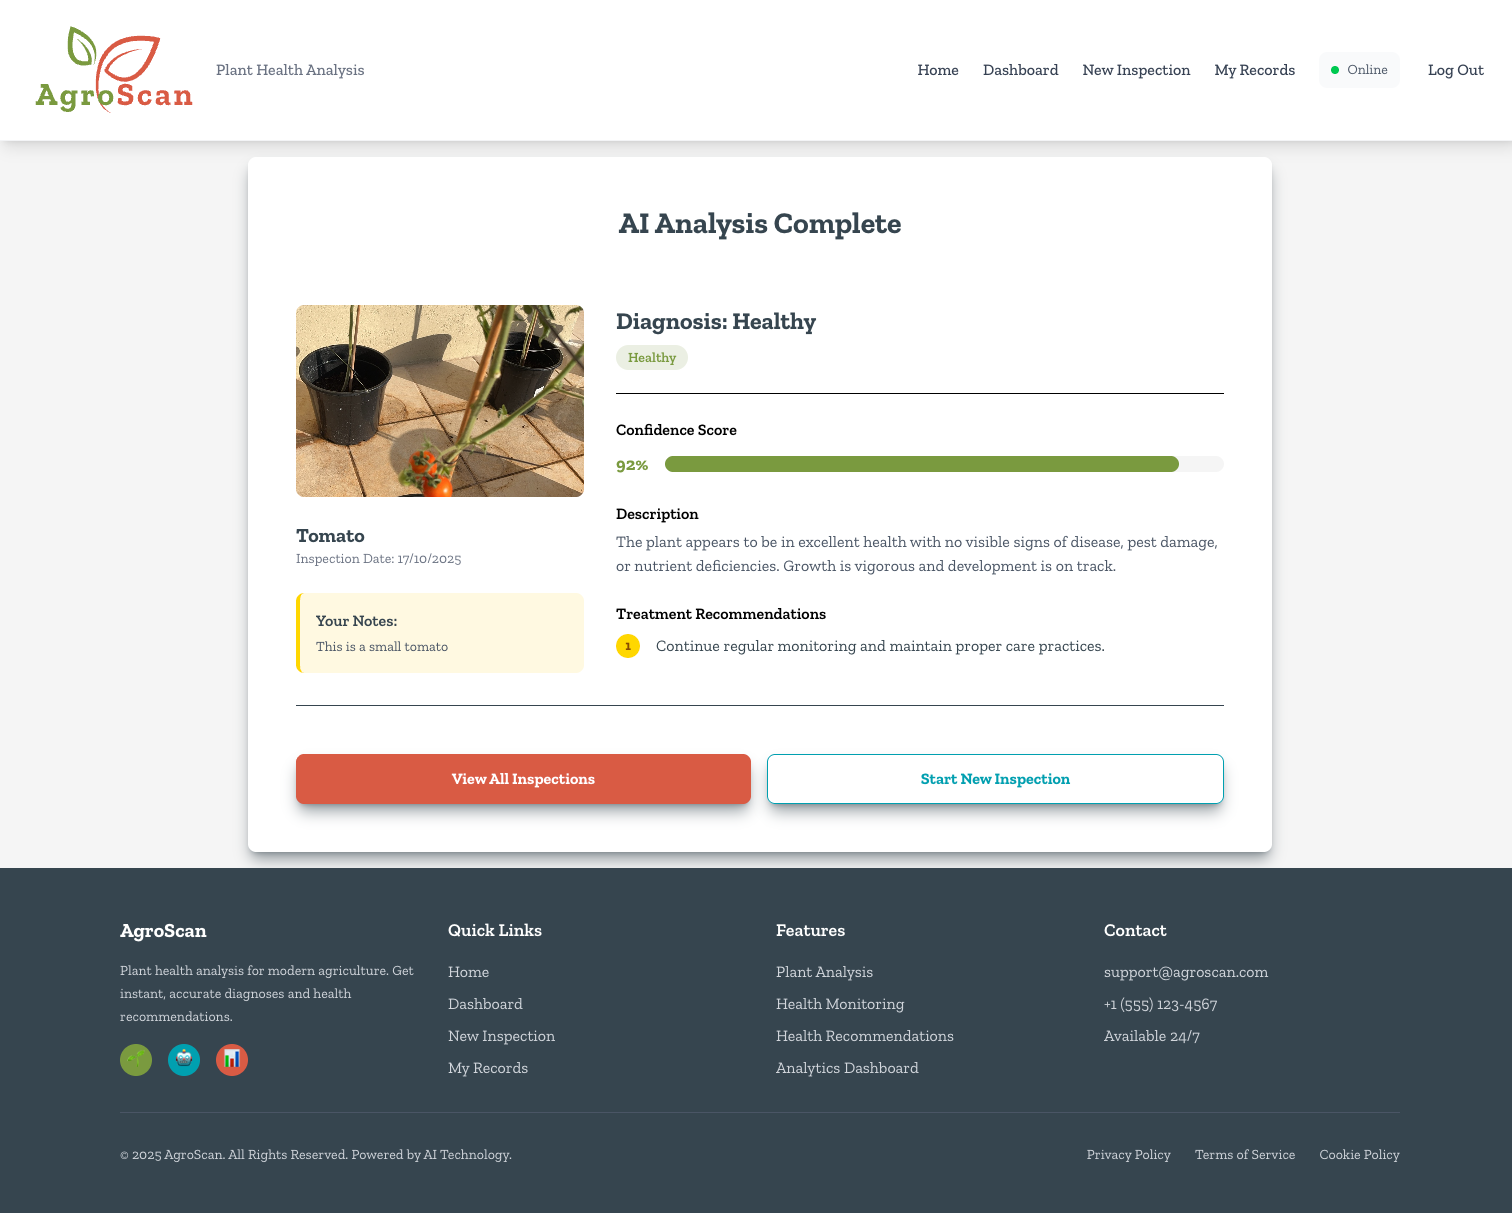 AgroScan
Plant Health Analysis
Home
Dashboard
New Inspection
My Records
Online
Log Out
AI Analysis Complete
Diagnosis: Healthy
Healthy
Confidence Score
92%
Description
The plant appears to be in excellent health with no visible signs of disease, pest damage,
or nutrient deficiencies. Growth is vigorous and development is on track.
Treatment Recommendations
1 Continue regular monitoring and maintain proper care practices.
Tomato
Inspection Date: 17/10/2025
Your Notes:
This is a small tomato
View All Inspections
Start New Inspection
AgroScan
Plant health analysis for modern agriculture. Get
instant, accurate diagnoses and health
recommendations.
Quick Links
Home
Dashboard
New Inspection
My Records
Features
Plant Analysis
Health Monitoring
Health Recommendations
Analytics Dashboard
Contact
support@agroscan.com
+1 (555) 123-4567
Available 24/7
© 2025 AgroScan. All Rights Reserved. Powered by AI Technology.
Privacy Policy
Terms of Service
Cookie Policy